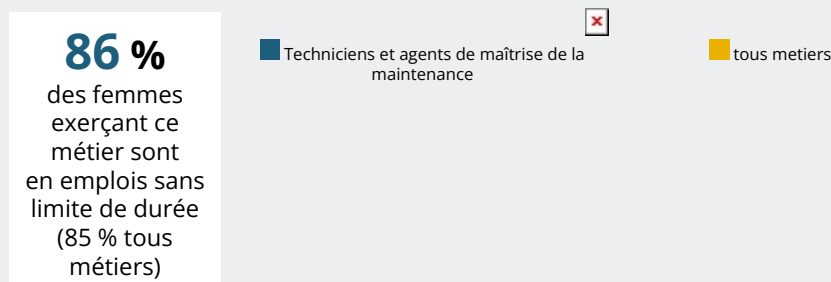 86 %
des femmes
exerçant ce
métier sont
en emplois sans
limite de durée
(85 % tous
métiers)
Techniciens et agents de maîtrise de la
maintenance
tous metiers